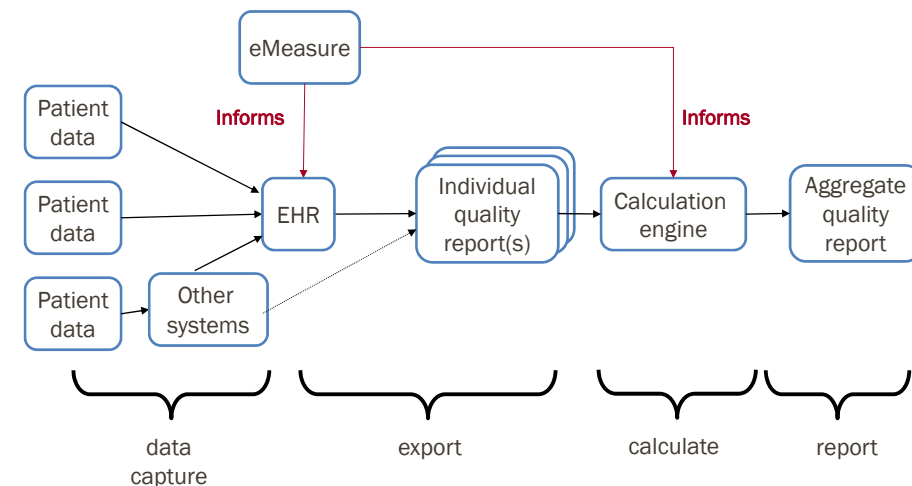 eMeasure
Patient
data
Informs
Informs
Patient
data
EHR
Individual
quality
report(s)
Calculation
engine
Aggregate
quality
report
Patient
data
Other
systems
data
capture
export
calculate
report